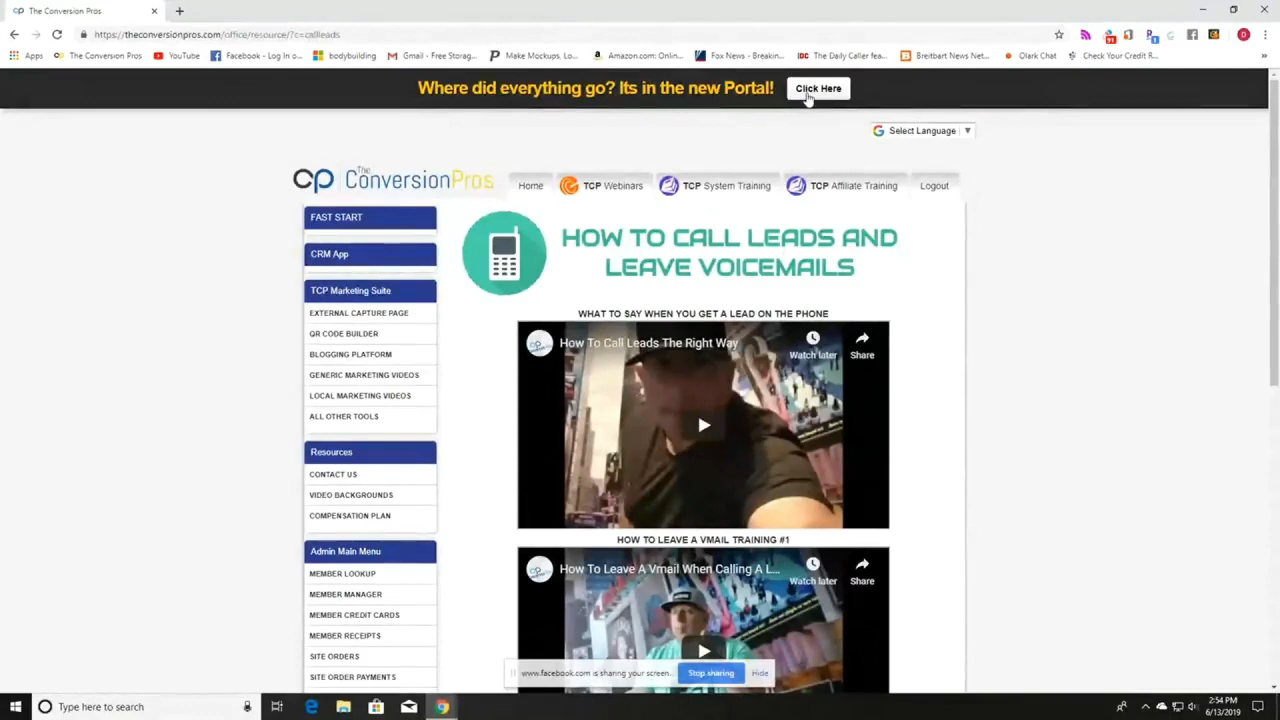 The Conversion Pros
https://theconversionpros.com/office/resource/?c=callleads
Apps
The Conversion Pros
YouTube
Facebook - Log In o...
bodybuilding
Gmail - Free Storag...
Make Mockups, Lo...
Amazon.com: Onlin...
Fox News - Breakin...
The Daily Caller fea...
Breitbart News Net...
Olark Chat
Check Your Credit R...
Where did everything go? Its in the new Portal!
Click Here
Select Language
The ConversionPros
Home
TCP Webinars
TCP System Training
TCP Affiliate Training
Logout
FAST START
CRM App
TCP Marketing Suite
EXTERNAL CAPTURE PAGE
QR CODE BUILDER
BLOGGING PLATFORM
GENERIC MARKETING VIDEOS
LOCAL MARKETING VIDEOS
ALL OTHER TOOLS
Resources
CONTACT US
VIDEO BACKGROUNDS
COMPENSATION PLAN
Admin Main Menu
MEMBER LOOKUP
MEMBER MANAGER
MEMBER CREDIT CARDS
MEMBER RECEIPTS
SITE ORDERS
SITE ORDER PAYMENTS
HOW TO CALL LEADS AND
LEAVE VOICEMAILS
WHAT TO SAY WHEN YOU GET A LEAD ON THE PHONE
How To Call Leads The Right Way
Watch later
Share
HOW TO LEAVE A VMAIL TRAINING #1
How To Leave A Vmail When Calling A L...
Watch later
Share
www.facebook.com is sharing your screen.
Stop sharing
Hide
Type here to search
2:54 PM
6/13/2019